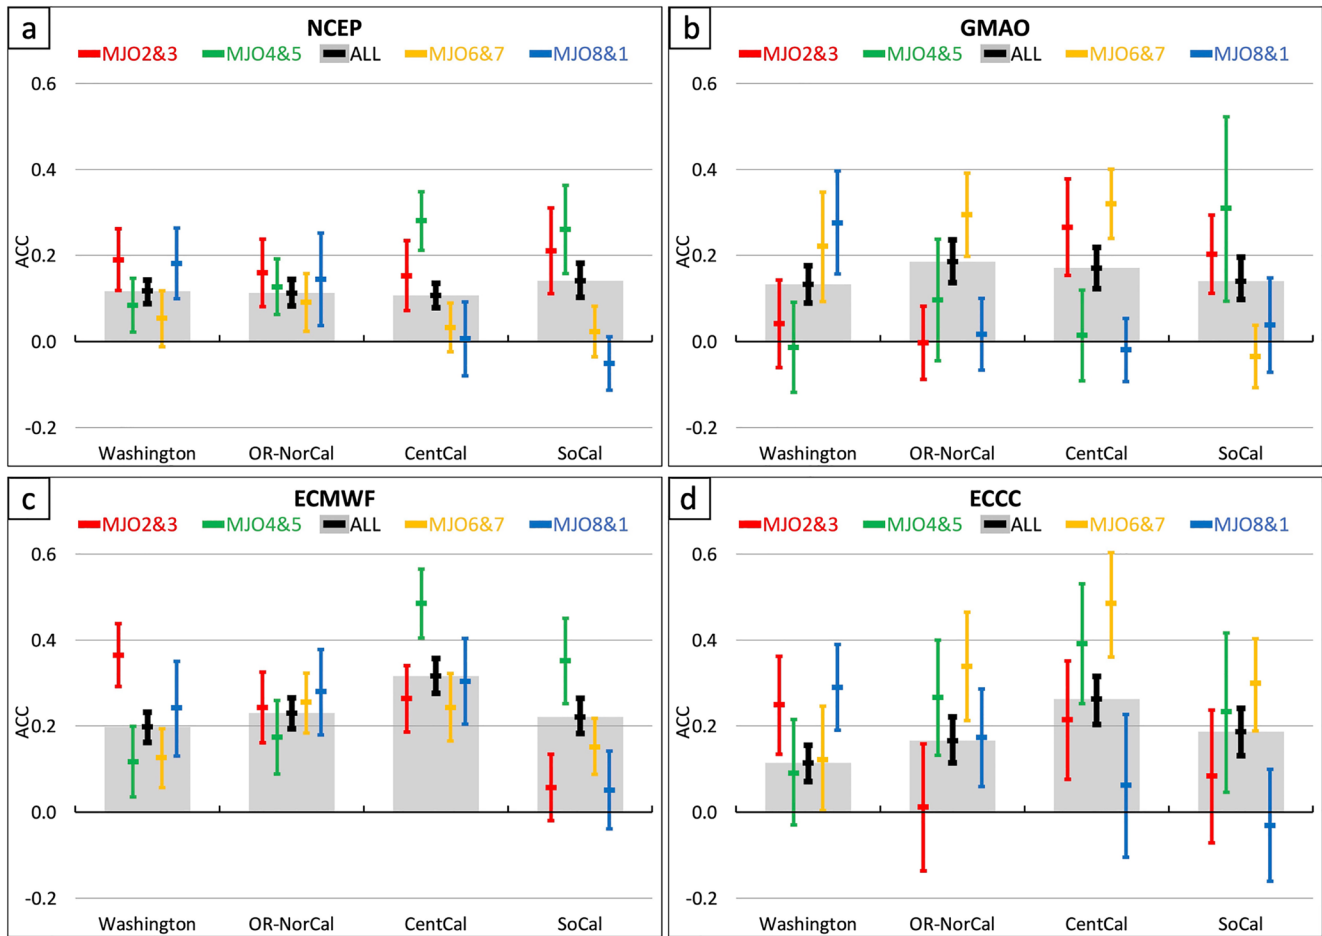 a
NCEP
MJO2&3 MJO4&5 ALL MJO6&7 MJO8&1
0.6
0.4
0.2
0.0
-0.2
ACC
Washington OR-NorCal CentCal SoCal
b
GMAO
MJO2&3 MJO4&5 ALL MJO6&7 MJO8&1
0.6
0.4
0.2
0.0
-0.2
ACC
Washington OR-NorCal CentCal SoCal
c
ECMWF
MJO2&3 MJO4&5 ALL MJO6&7 MJO8&1
0.6
0.4
0.2
0.0
-0.2
ACC
Washington OR-NorCal CentCal SoCal
d
ECCC
MJO2&3 MJO4&5 ALL MJO6&7 MJO8&1
0.6
0.4
0.2
0.0
-0.2
ACC
Washington OR-NorCal CentCal SoCal